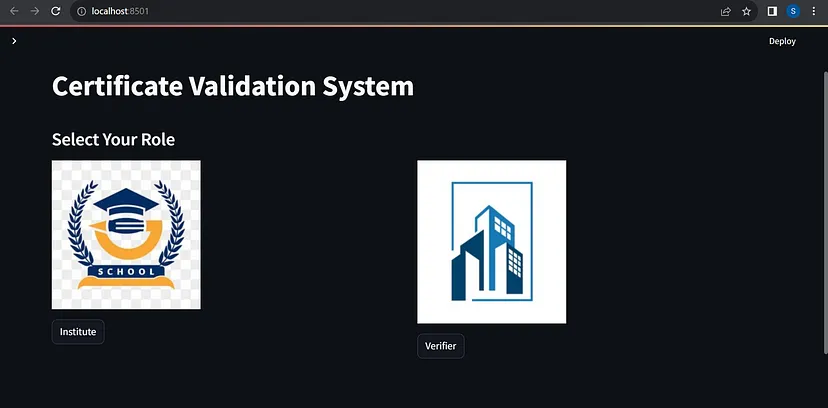 localhost:8501
S
Deploy
Certificate Validation System
Select Your Role
SCHOOL
Institute
Verifier